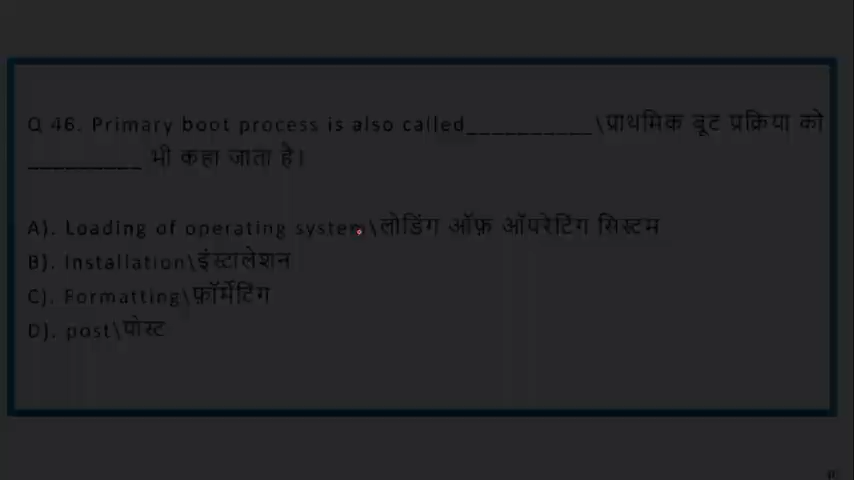 Q 46. Primary boot process is also called__________\प्राथमिक बूट प्रक्रिया को
_________ भी कहा जाता है।
A). Loading of operating system\लोडिंग ऑफ़ ऑपरेटिंग सिस्टम
B). Installation\इंस्टालेशन
C). Formatting\फ़ॉर्मेटिंग
D). post\पोस्ट